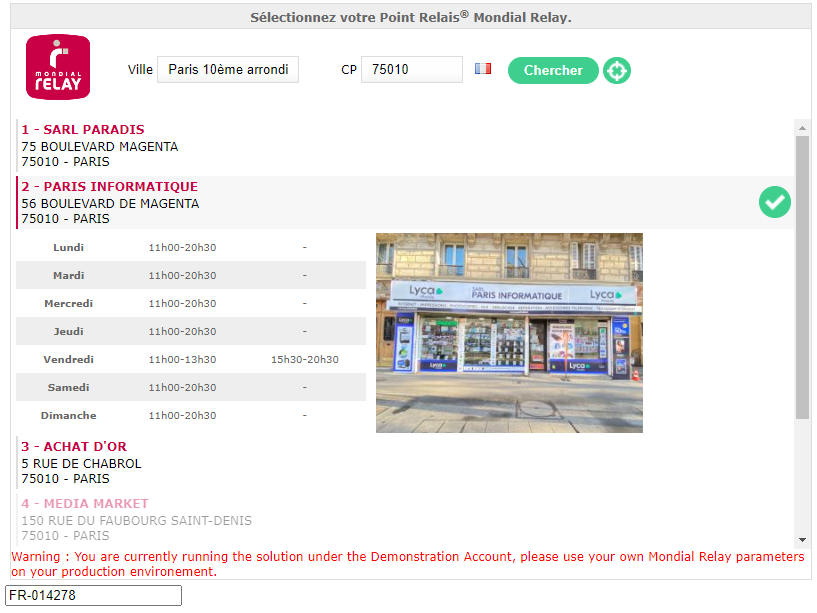 Sélectionnez votre Point Relais® Mondial Relay.
MONDIAL
RELAY
Ville Paris 10ème arrondi CP 75010 Chercher
1 - SARL PARADIS
75 BOULEVARD MAGENTA
75010 - PARIS
2 - PARIS INFORMATIQUE
56 BOULEVARD DE MAGENTA
75010 - PARIS
Lundi 11h00-20h30 -
Mardi 11h00-20h30 -
Mercredi 11h00-20h30 -
Jeudi 11h00-20h30 -
Vendredi 11h00-13h30 15h30-20h30
Samedi 11h00-20h30 -
Dimanche 11h00-20h30 -
Lyca SARL PARIS INFORMATIQUE Lyca
Lyca
Lyca
3 - ACHAT D'OR
5 RUE DE CHABROL
75010 - PARIS
4 - MEDIA MARKET
150 RUE DU FAUBOURG SAINT-DENIS
75010 - PARIS
Warning : You are currently running the solution under the Demonstration Account, please use your own Mondial Relay parameters
on your production environement.
FR-014278